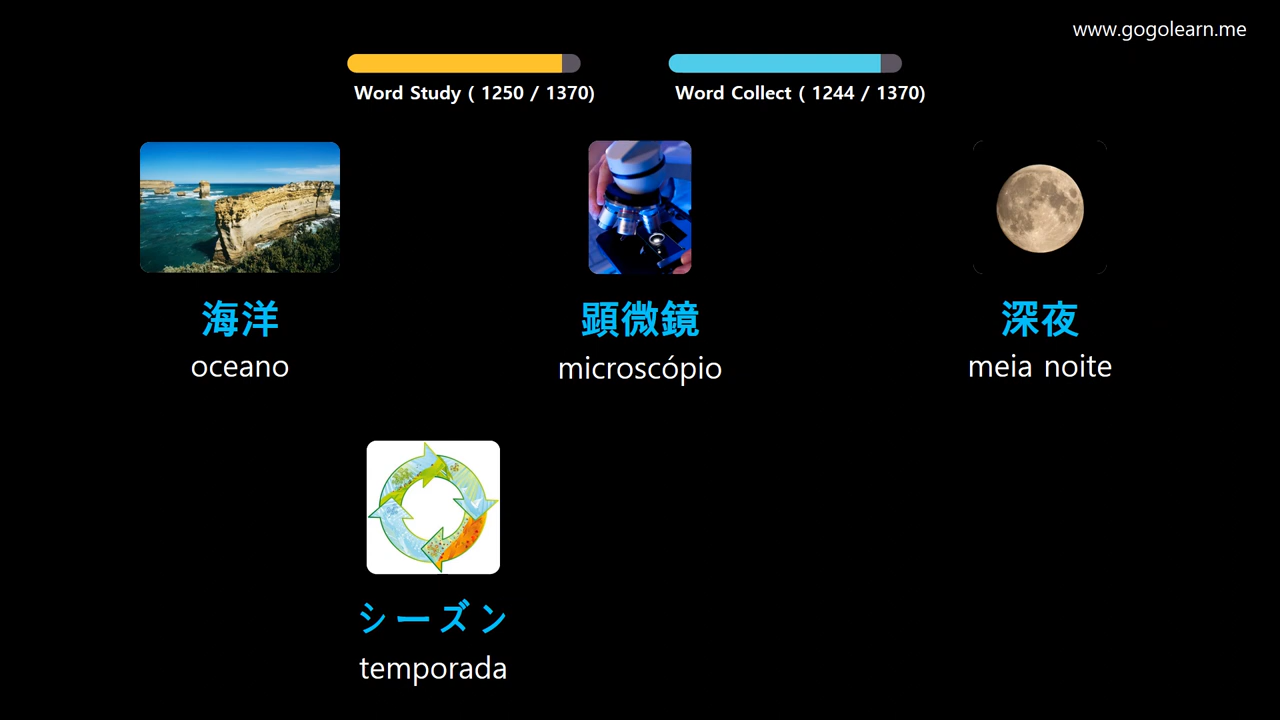 www.gogolearn.me
Word Study ( 1250 / 1370)
Word Collect ( 1244 / 1370)
海洋
oceano
顕微鏡
microscópio
深夜
meia noite
シーズン
temporada